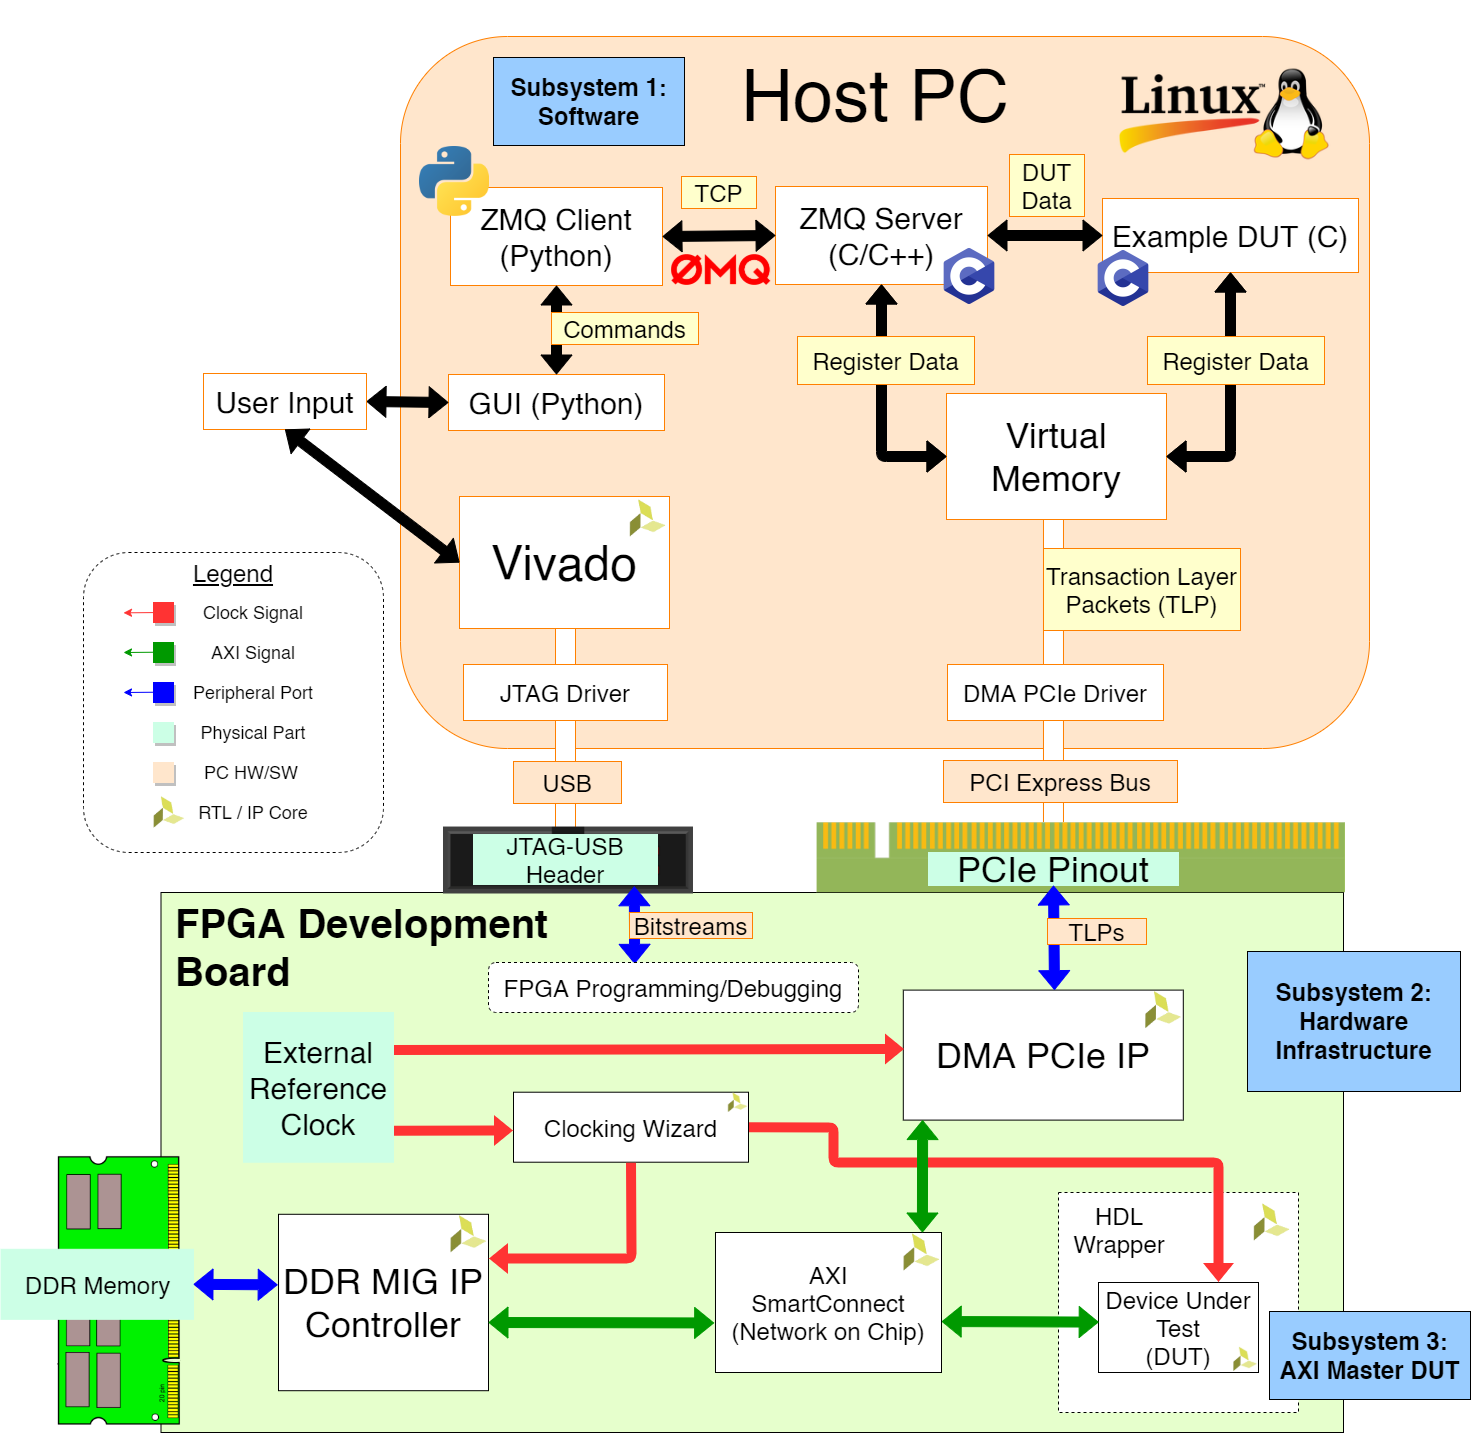 Subsystem 1:
Software
Host PC
Linux™
ZMQ Client
(Python)
TCP
ØMQ
ZMQ Server
(C/C++)
C
DUT
Data
Example DUT (C)
C
Commands
Register Data
Register Data
User Input
GUI (Python)
Virtual
Memory
Vivado
Transaction Layer
Packets (TLP)
Legend
Clock Signal
AXI Signal
Peripheral Port
Physical Part
PC HW/SW
RTL / IP Core
JTAG Driver
DMA PCIe Driver
USB
PCI Express Bus
JTAG-USB
Header
PCIe Pinout
FPGA Development
Board
Bitstreams
TLPs
FPGA Programming/Debugging
Subsystem 2:
Hardware
Infrastructure
External
Reference
Clock
DMA PCIe IP
Clocking Wizard
HDL
Wrapper
DDR Memory
DDR MIG IP
Controller
AXI
SmartConnect
(Network on Chip)
Device Under
Test
(DUT)
Subsystem 3:
AXI Master DUT
20 pin